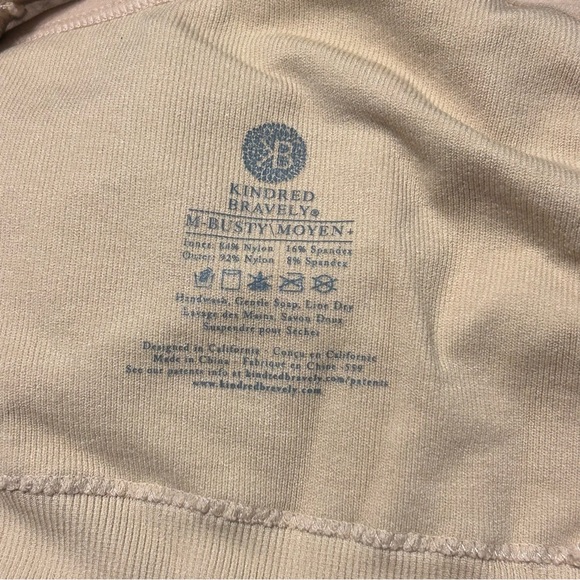 KB
KINDRED
BRAVELY®
M-BUSTY\MOYEN+
Inner: 84% Nylon 16% Spandex
Outer: 92% Nylon 8% Spandex
Handwash, Gentle Soap, Line Dry
Lavage des Mains, Savon Doux
Suspendre pour Sécher
Designed in California - Conçu en Californie
Made in China - Fabriqué en Chine -559
See our patents info at kindredbravely.com/patents
www.kindredbravely.com